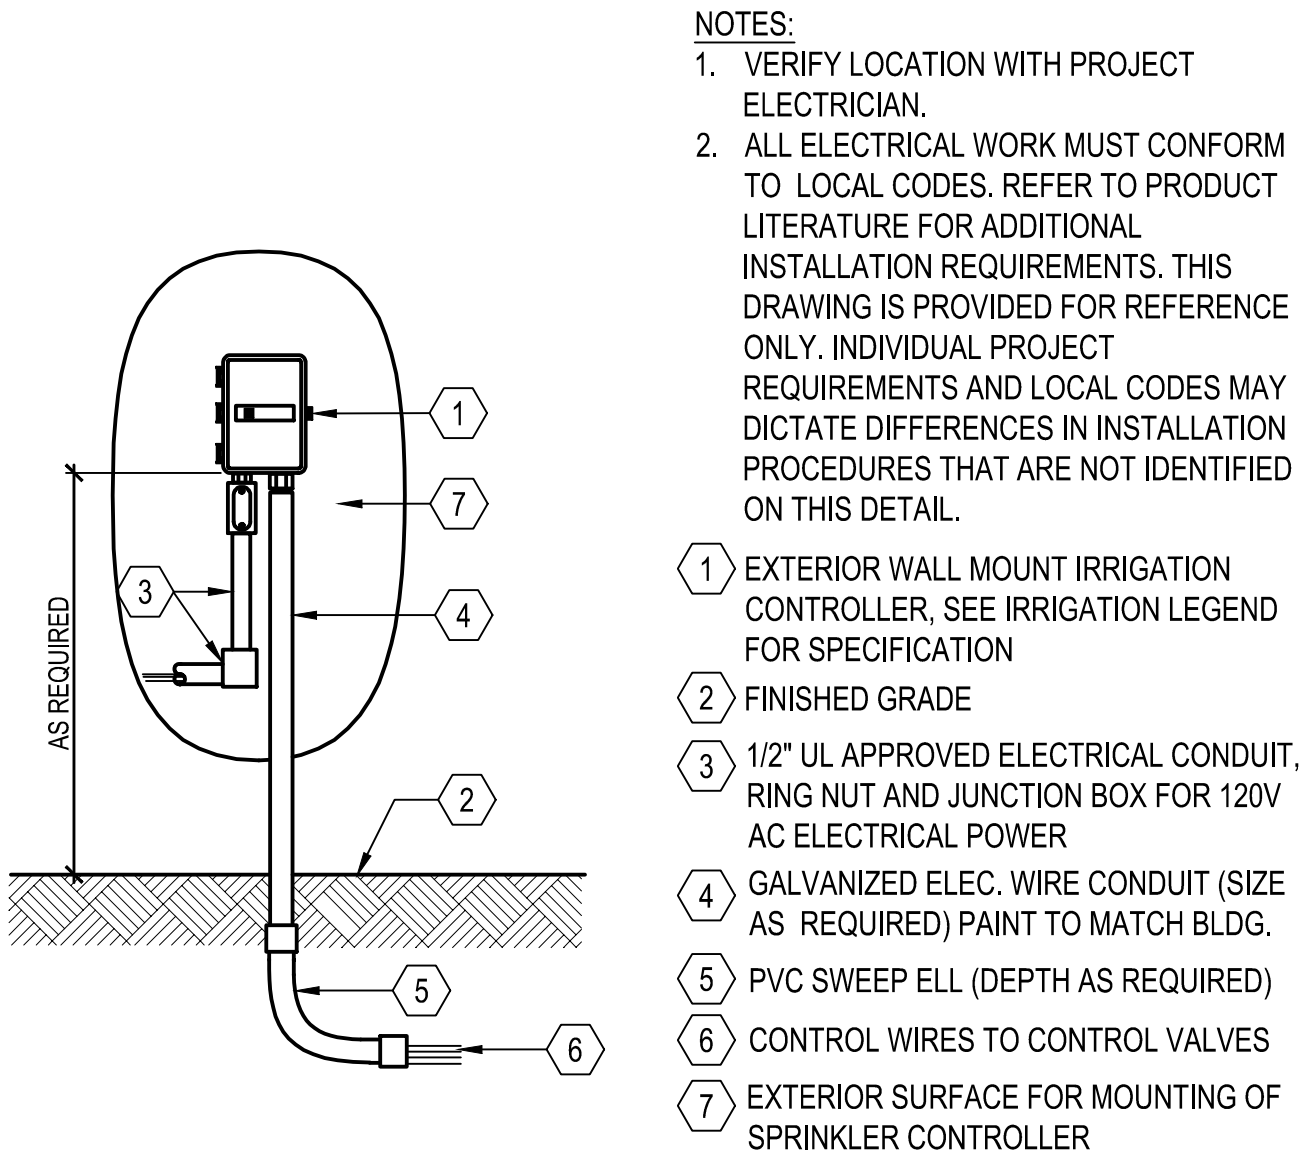 NOTES:
1. VERIFY LOCATION WITH PROJECT
ELECTRICIAN.
2. ALL ELECTRICAL WORK MUST CONFORM
TO LOCAL CODES. REFER TO PRODUCT
LITERATURE FOR ADDITIONAL
INSTALLATION REQUIREMENTS. THIS
DRAWING IS PROVIDED FOR REFERENCE
ONLY. INDIVIDUAL PROJECT
REQUIREMENTS AND LOCAL CODES MAY
DICTATE DIFFERENCES IN INSTALLATION
PROCEDURES THAT ARE NOT IDENTIFIED
ON THIS DETAIL.
1 EXTERIOR WALL MOUNT IRRIGATION
CONTROLLER, SEE IRRIGATION LEGEND
FOR SPECIFICATION
2 FINISHED GRADE
3 1/2" UL APPROVED ELECTRICAL CONDUIT,
RING NUT AND JUNCTION BOX FOR 120V
AC ELECTRICAL POWER
4 GALVANIZED ELEC. WIRE CONDUIT (SIZE
AS REQUIRED) PAINT TO MATCH BLDG.
5 PVC SWEEP ELL (DEPTH AS REQUIRED)
6 CONTROL WIRES TO CONTROL VALVES
7 EXTERIOR SURFACE FOR MOUNTING OF
SPRINKLER CONTROLLER
1
7
3
4
AS REQUIRED
2
5
6